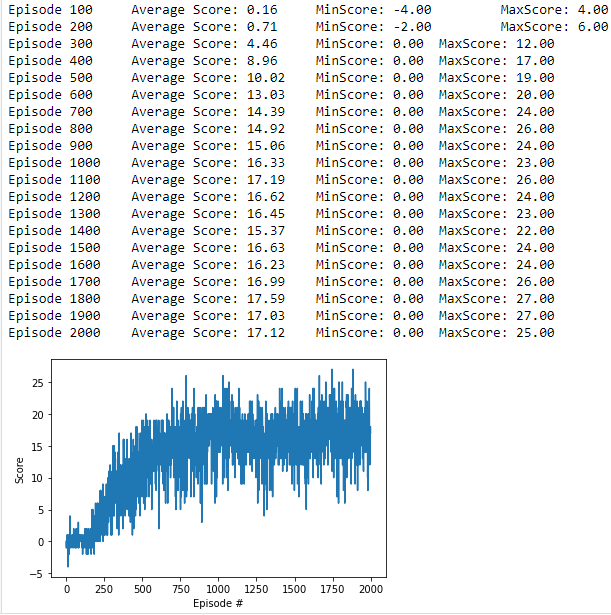 Episode 100 Average Score: 0.16 MinScore: -4.00 MaxScore: 4.00
Episode 200 Average Score: 0.71 MinScore: -2.00 MaxScore: 6.00
Episode 300 Average Score: 4.46 MinScore: 0.00 MaxScore: 12.00
Episode 400 Average Score: 8.96 MinScore: 0.00 MaxScore: 17.00
Episode 500 Average Score: 10.02 MinScore: 0.00 MaxScore: 19.00
Episode 600 Average Score: 13.03 MinScore: 0.00 MaxScore: 20.00
Episode 700 Average Score: 14.39 MinScore: 0.00 MaxScore: 24.00
Episode 800 Average Score: 14.92 MinScore: 0.00 MaxScore: 26.00
Episode 900 Average Score: 15.06 MinScore: 0.00 MaxScore: 24.00
Episode 1000 Average Score: 16.33 MinScore: 0.00 MaxScore: 23.00
Episode 1100 Average Score: 17.19 MinScore: 0.00 MaxScore: 26.00
Episode 1200 Average Score: 16.62 MinScore: 0.00 MaxScore: 24.00
Episode 1300 Average Score: 16.45 MinScore: 0.00 MaxScore: 23.00
Episode 1400 Average Score: 15.37 MinScore: 0.00 MaxScore: 22.00
Episode 1500 Average Score: 16.63 MinScore: 0.00 MaxScore: 24.00
Episode 1600 Average Score: 16.23 MinScore: 0.00 MaxScore: 24.00
Episode 1700 Average Score: 16.99 MinScore: 0.00 MaxScore: 26.00
Episode 1800 Average Score: 17.59 MinScore: 0.00 MaxScore: 27.00
Episode 1900 Average Score: 17.03 MinScore: 0.00 MaxScore: 27.00
Episode 2000 Average Score: 17.12 MinScore: 0.00 MaxScore: 25.00
25
20
15
10
5
0
−5
Score
0 250 500 750 1000 1250 1500 1750 2000
Episode #